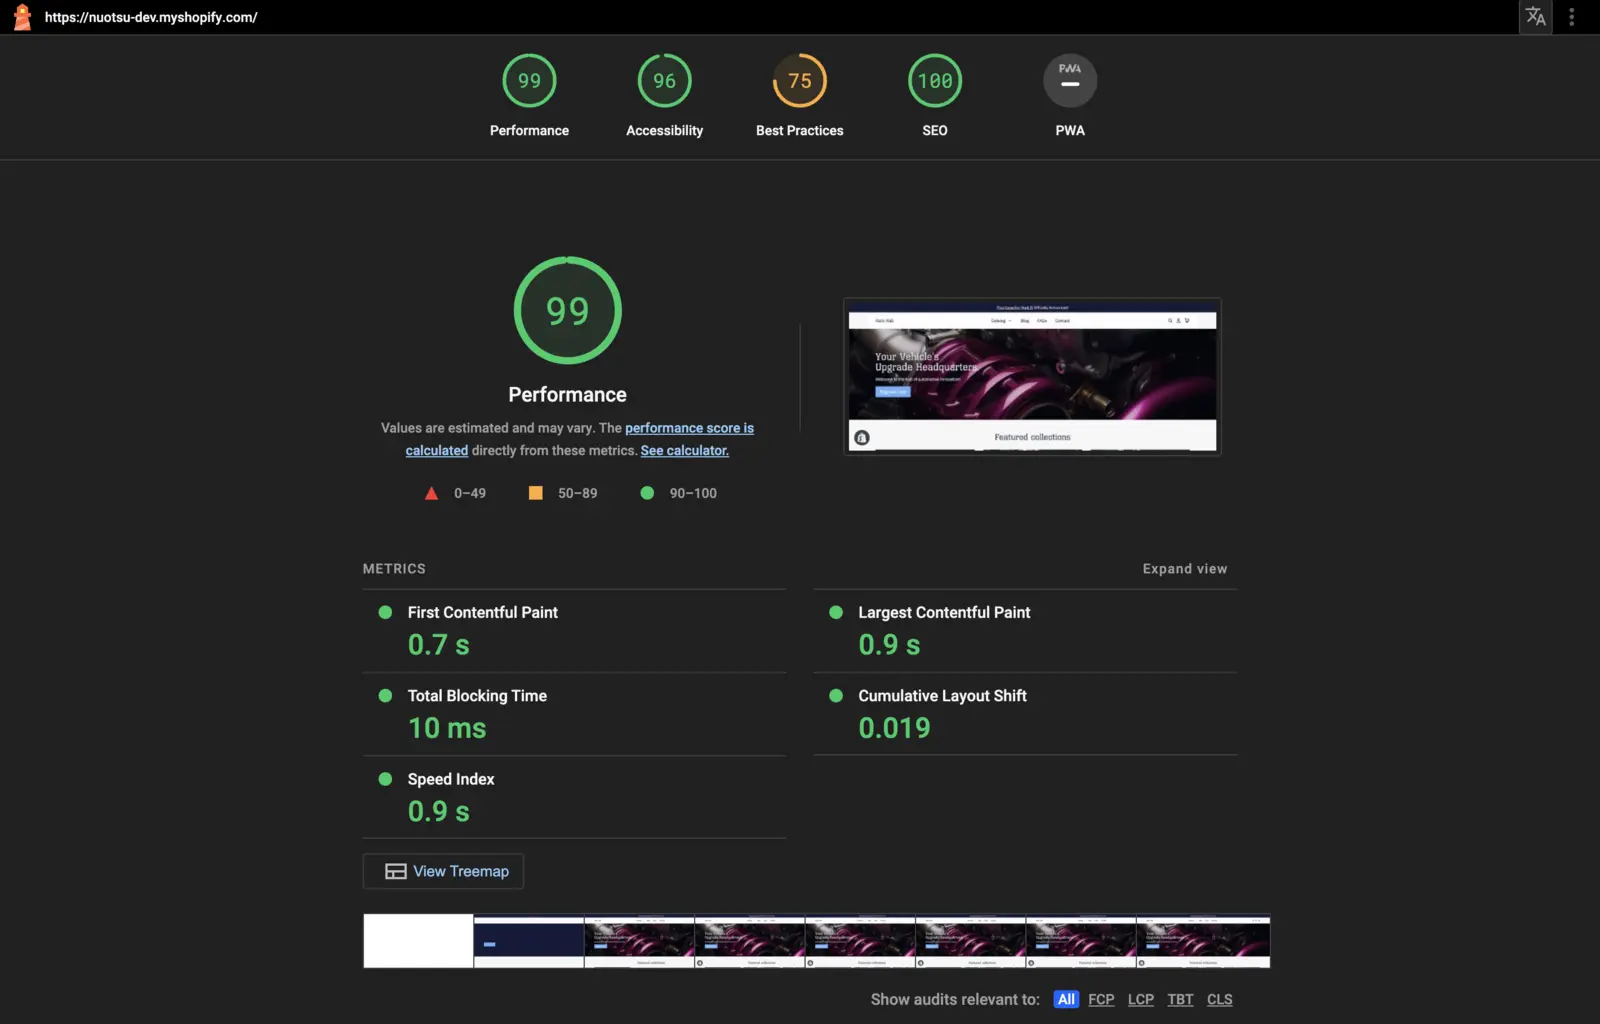 https://nuotsu-dev.myshopify.com/
99
96
75
100
PWA
Performance
Accessibility
Best Practices
SEO
PWA
99
Performance
Values are estimated and may vary. The performance score is
calculated directly from these metrics. See calculator.
0–49
50–89
90–100
Catalog
Blog
FAQs
Contact
Your Vehicle's
Upgrade Headquarters
Featured collections
METRICS
Expand view
First Contentful Paint
0.7 s
Largest Contentful Paint
0.9 s
Total Blocking Time
10 ms
Cumulative Layout Shift
0.019
Speed Index
0.9 s
View Treemap
Show audits relevant to: All FCP LCP TBT CLS